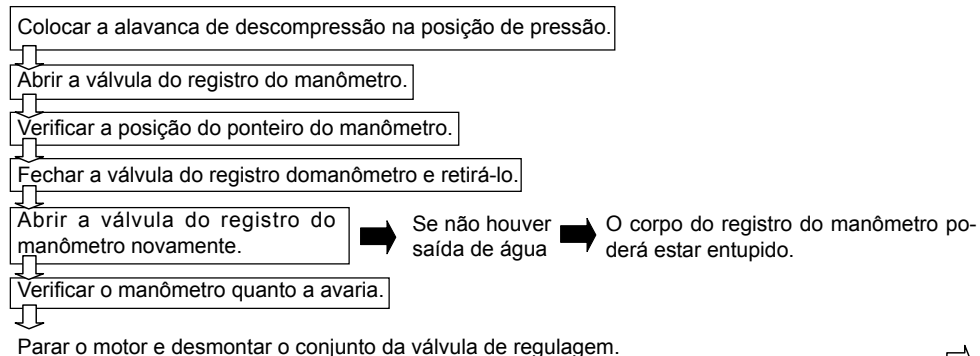 Colocar a alavanca de descompressão na posição de pressão.
Abrir a válvula do registro do manômetro.
Verificar a posição do ponteiro do manômetro.
Fechar a válvula do registro domanômetro e retirá-lo.
Abrir a válvula do registro do
manômetro novamente.
Se não houver
saída de água
O corpo do registro do manômetro po-
derá estar entupido.
Verificar o manômetro quanto a avaria.
Parar o motor e desmontar o conjunto da válvula de regulagem.